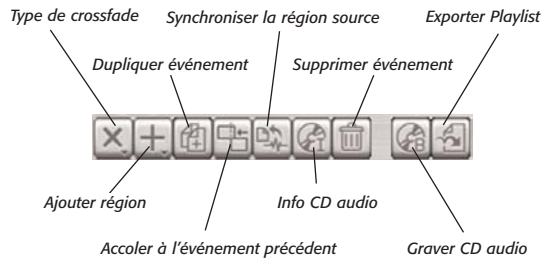 Type de crossfade
Synchroniser la région source
Exporter Playlist
Dupliquer événement
Supprimer événement
Ajouter région
Info CD audio
Accoler à l'événement précédent
Graver CD audio